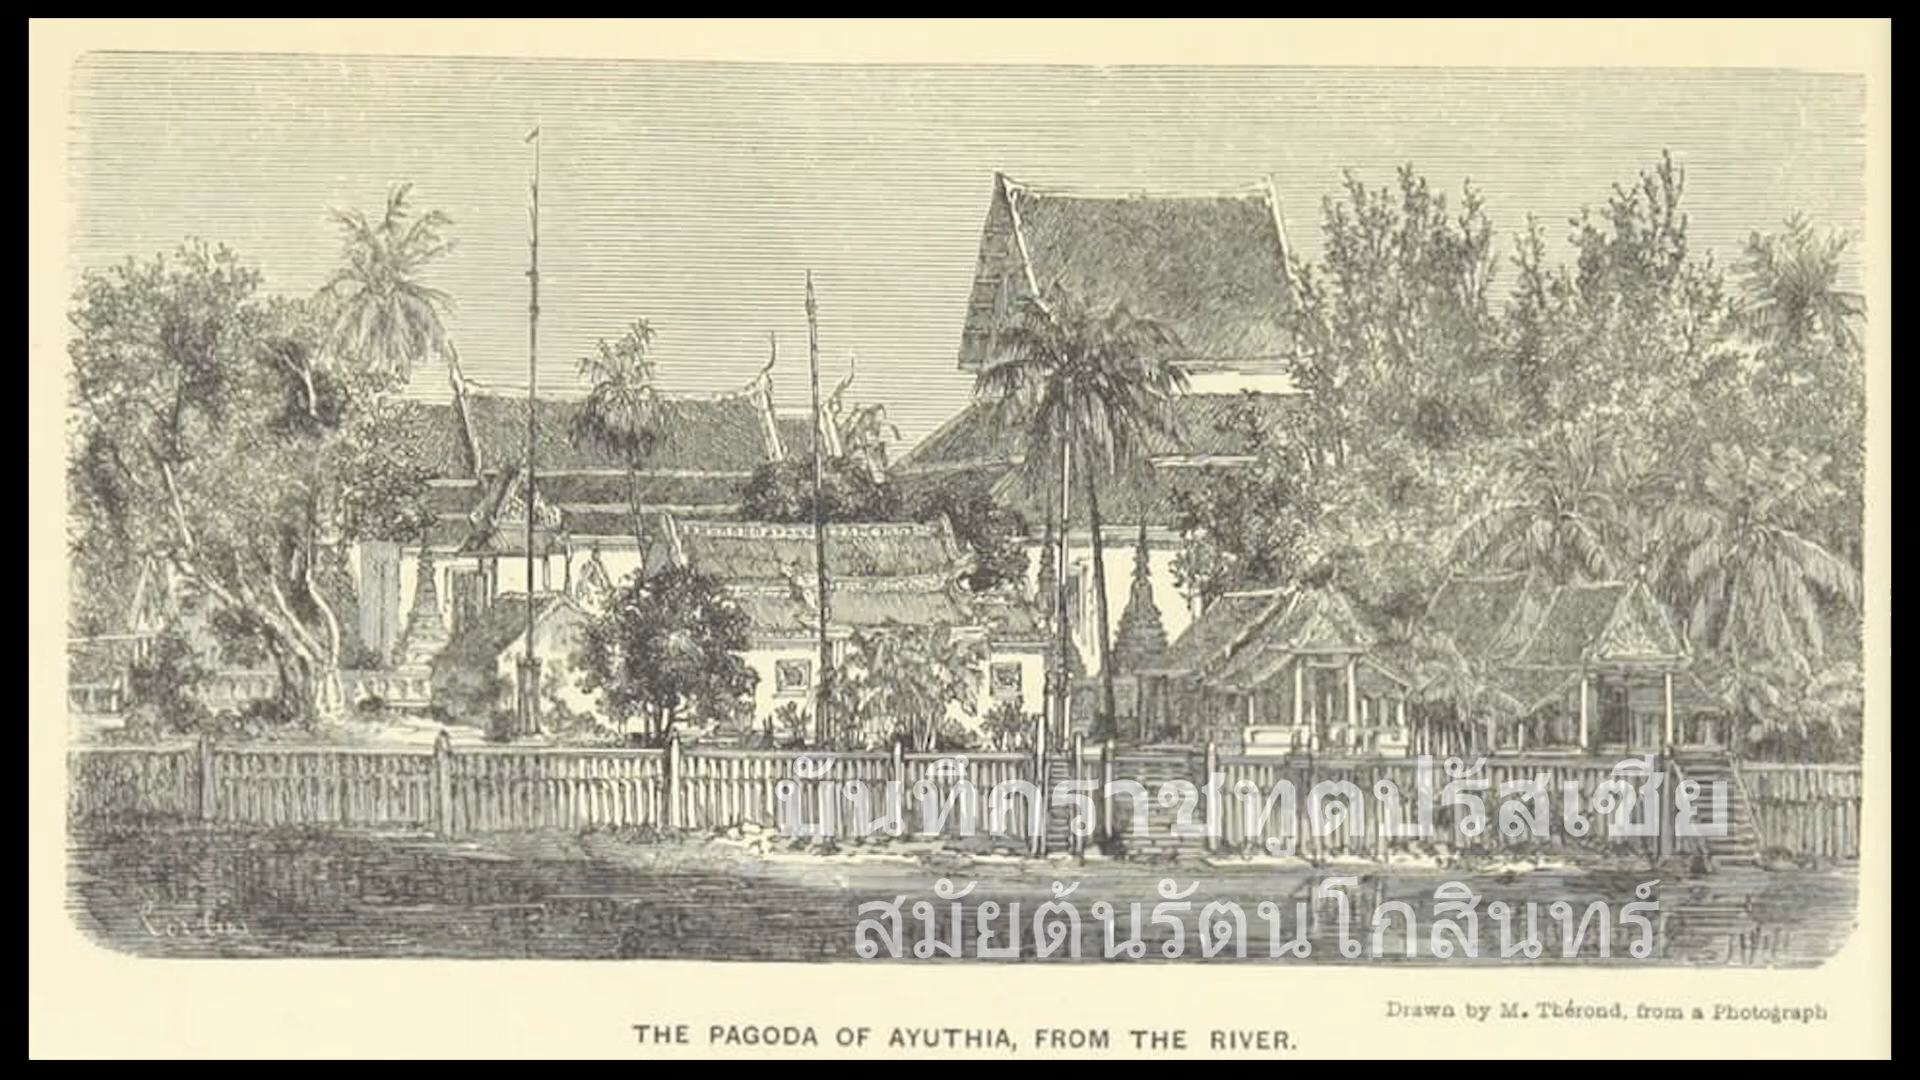 บันทึกราชทูตปรัสเซีย
สมัยต้นรัตนโกสินทร์
Drawn by M. Thérond, from a Photograph
THE PAGODA OF AYUTHIA, FROM THE RIVER.